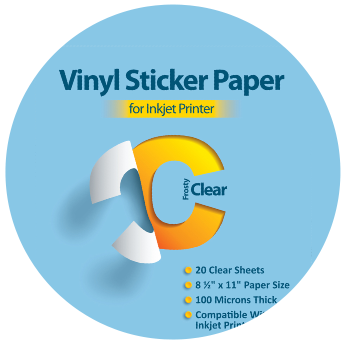 Vinyl Sticker Paper
for Inkjet Printer
C
Frosty Clear
20 Clear Sheets
8 ½" x 11" Paper Size
100 Microns Thick
Compatible
Inkjet